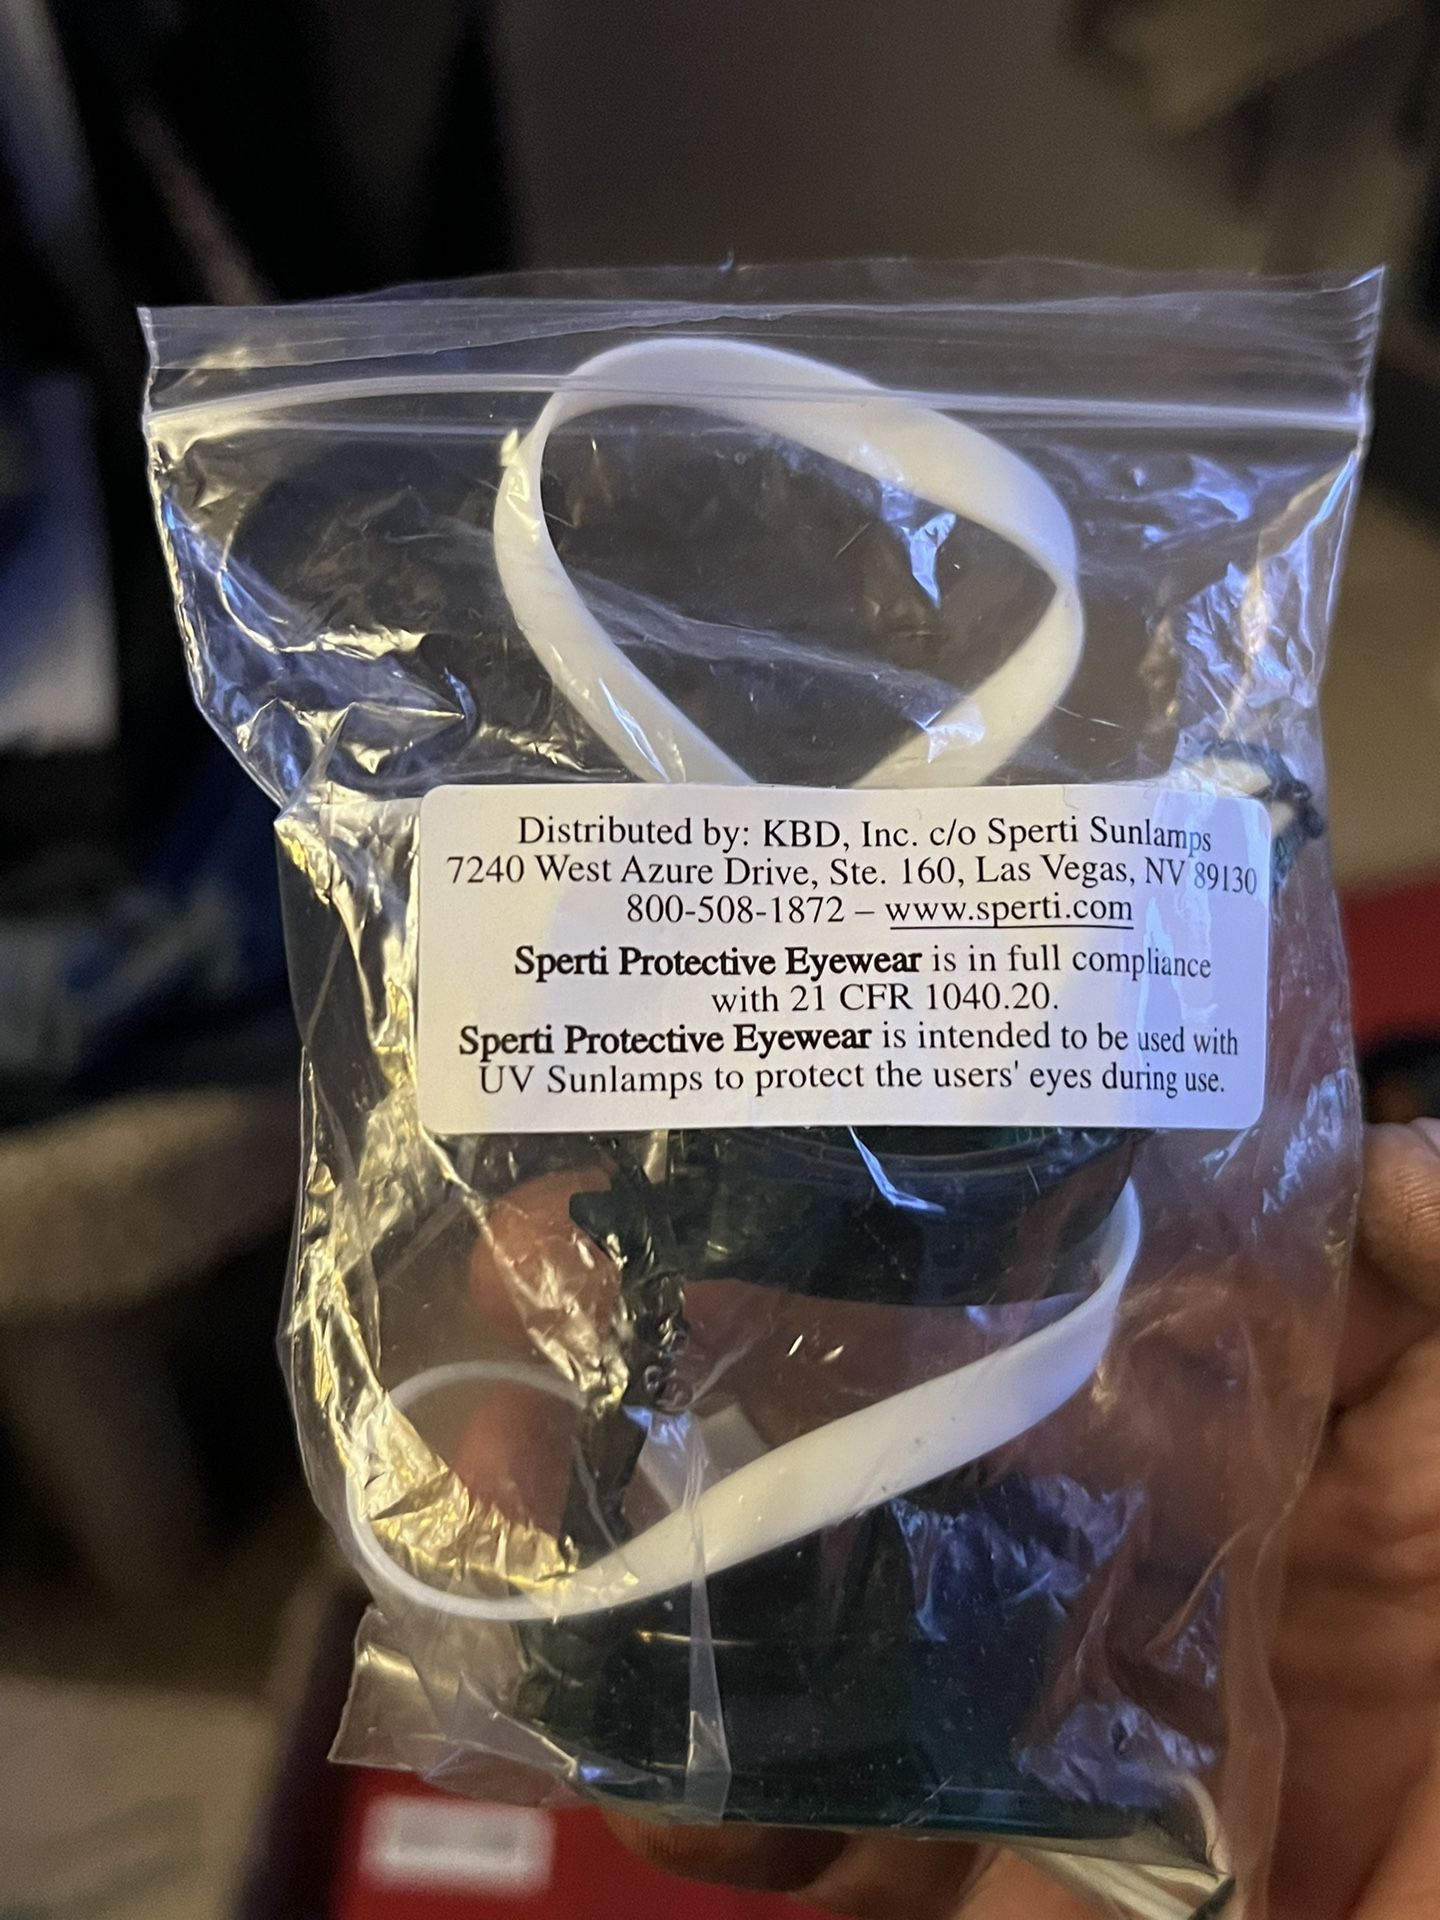 Distributed by: KBD, Inc. c/o Sperti Sunlamps
7240 West Azure Drive, Ste. 160, Las Vegas, NV 89130
800-508-1872 – www.sperti.com
Sperti Protective Eyewear is in full compliance
with 21 CFR 1040.20.
Sperti Protective Eyewear is intended to be used with
UV Sunlamps to protect the users' eyes during use.